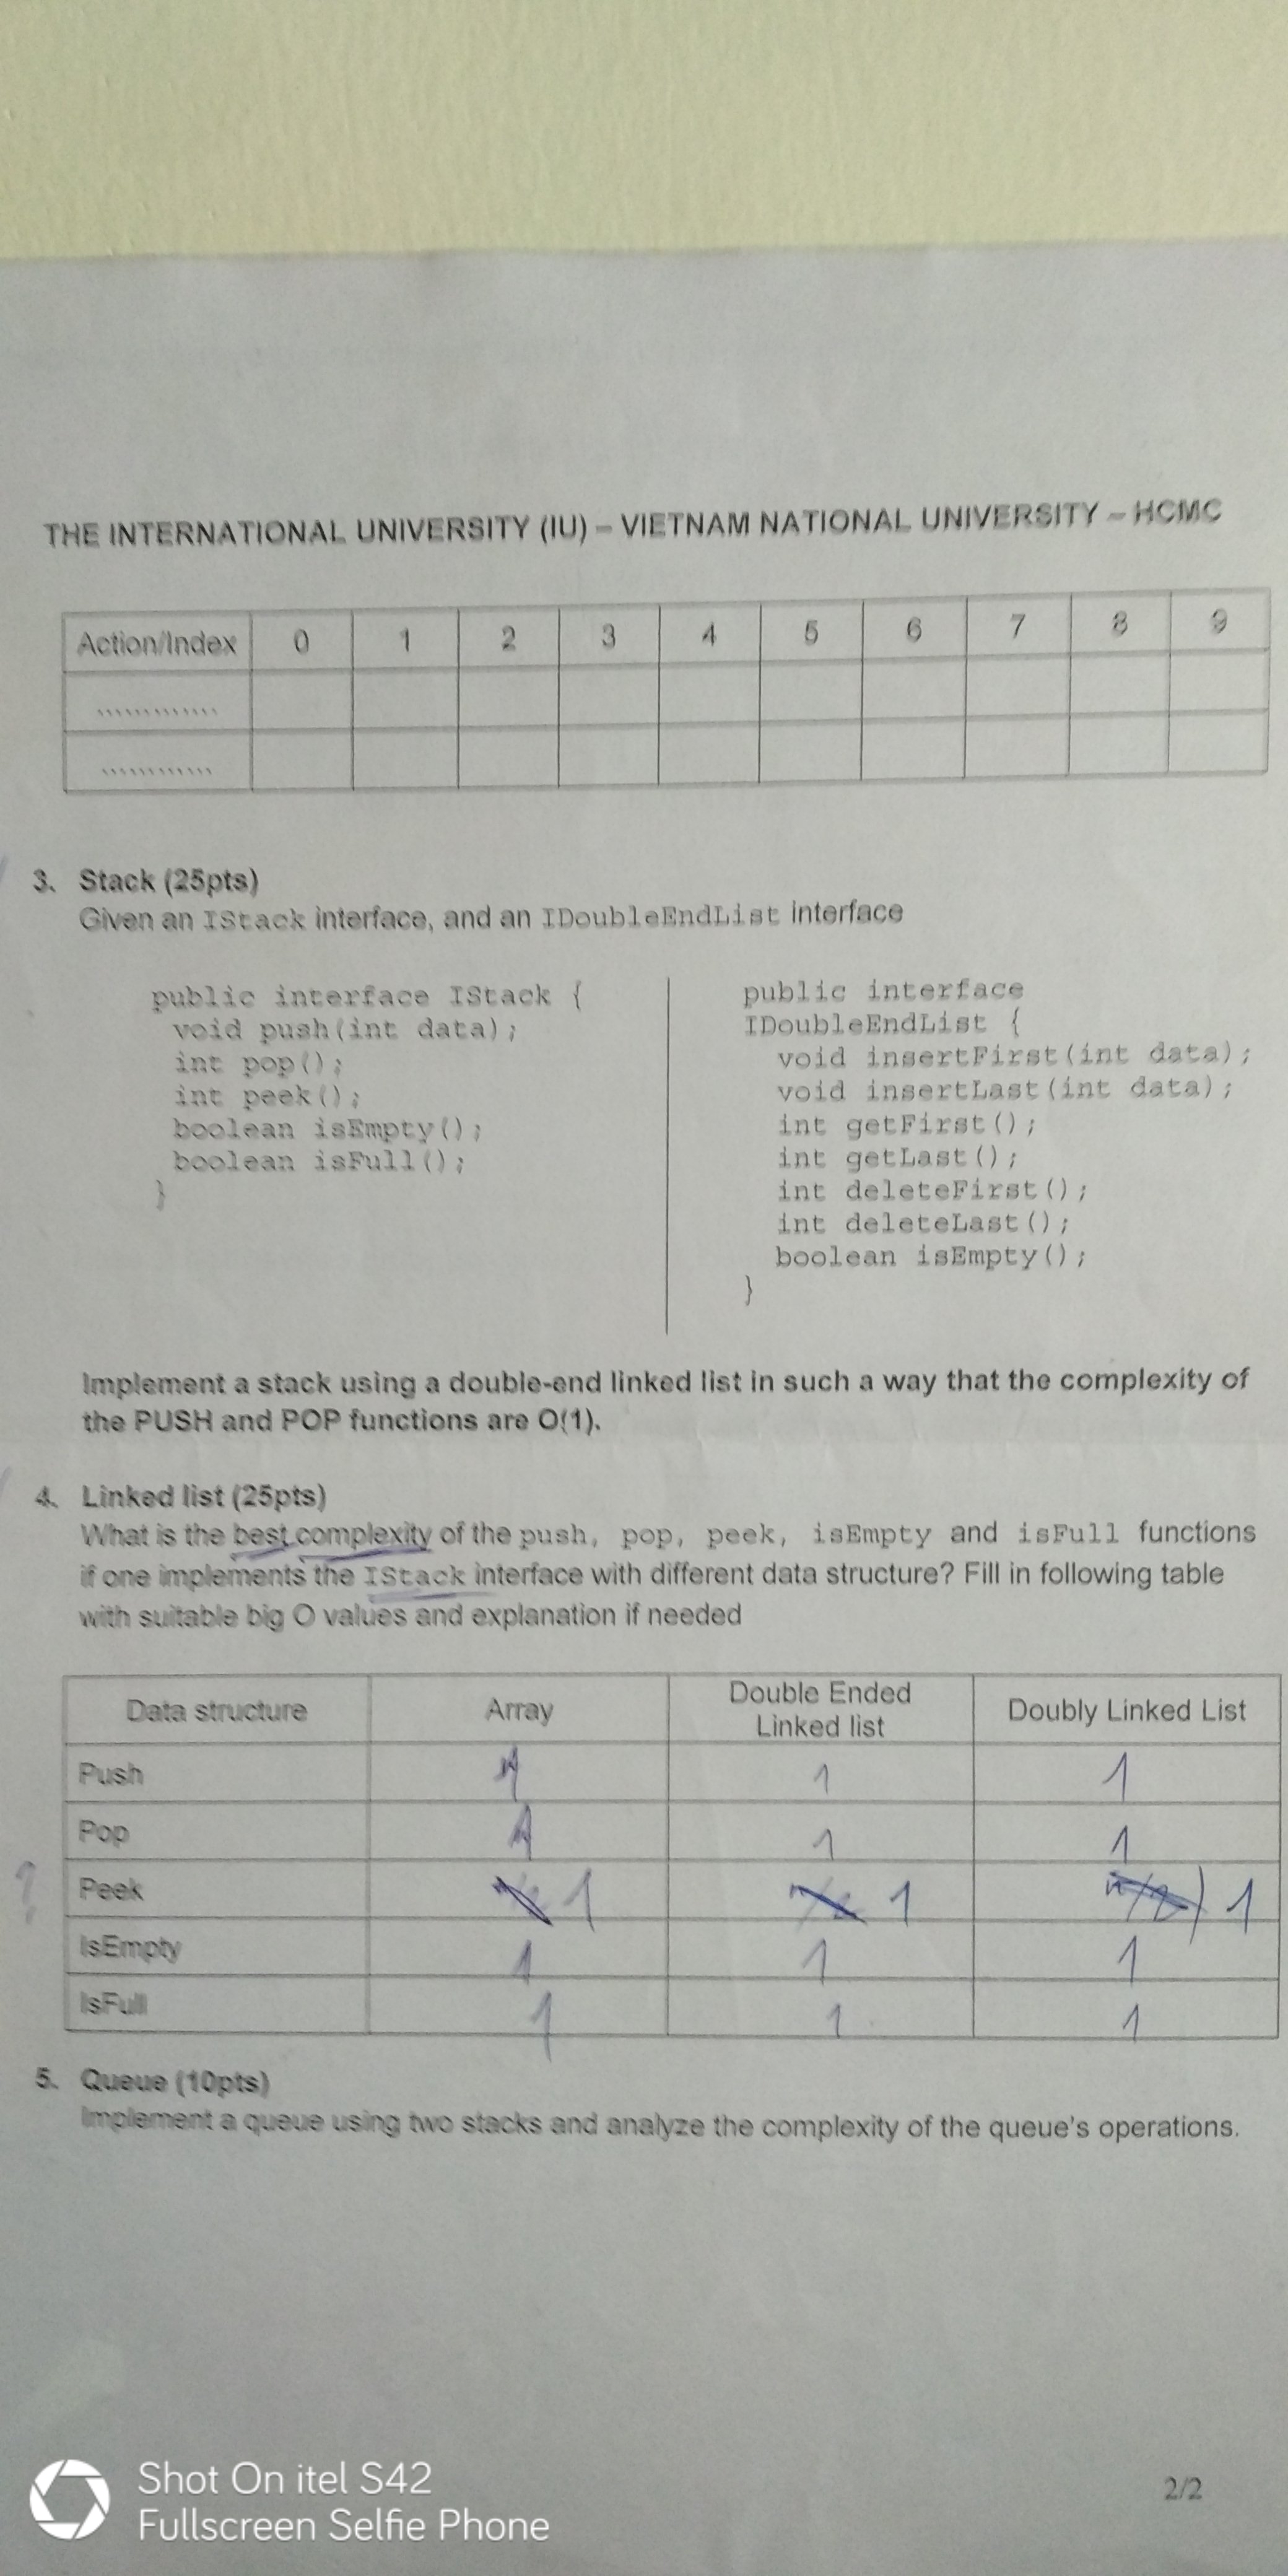 THE INTERNATIONAL UNIVERSITY (IU) – VIETNAM NATIONAL UNIVERSITY – HCMC
Action/Index 0 1 2 3 4 5 6 7 8 9
.............
............
3. Stack (25pts)
Given an IStack interface, and an IDoubleEndList interface
public interface IStack {
void push(int data);
int pop();
int peek();
boolean isEmpty();
boolean isFull();
}
public interface
IDoubleEndList {
void insertFirst(int data);
void insertLast(int data);
int getFirst();
int getLast();
int deleteFirst();
int deleteLast();
boolean isEmpty();
}
Implement a stack using a double-end linked list in such a way that the complexity of
the PUSH and POP functions are O(1).
4. Linked list (25pts)
What is the best complexity of the push, pop, peek, isEmpty and isFull functions
if one implements the IStack interface with different data structure? Fill in following table
with suitable big O values and explanation if needed
Data structure Array Double Ended Linked list Doubly Linked List
Push 1 1
Pop 1 1
? Peek 1 1 1
IsEmpty 1 1 1
IsFull 1 1 1
5. Queue (10pts)
Implement a queue using two stacks and analyze the complexity of the queue's operations.
2/2
Shot On itel S42
Fullscreen Selfie Phone